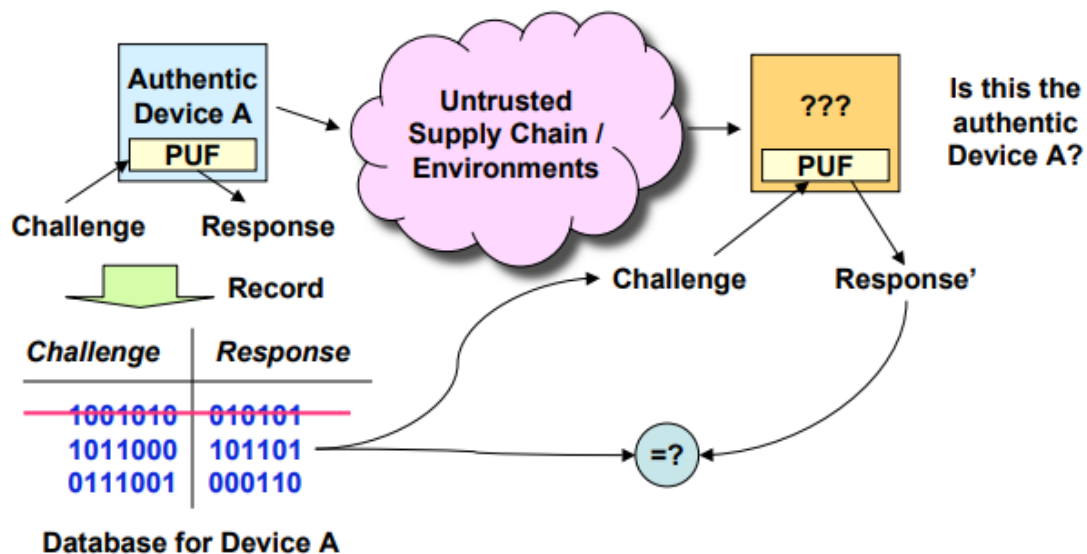 Authentic
Device A
PUF
Challenge
Response
Untrusted
Supply Chain /
Environments
???
PUF
Is this the
authentic
Device A?
Challenge
Response’
Record
Challenge Response
1001010 010101
1011000 101101
0111001 000110
=?
Database for Device A